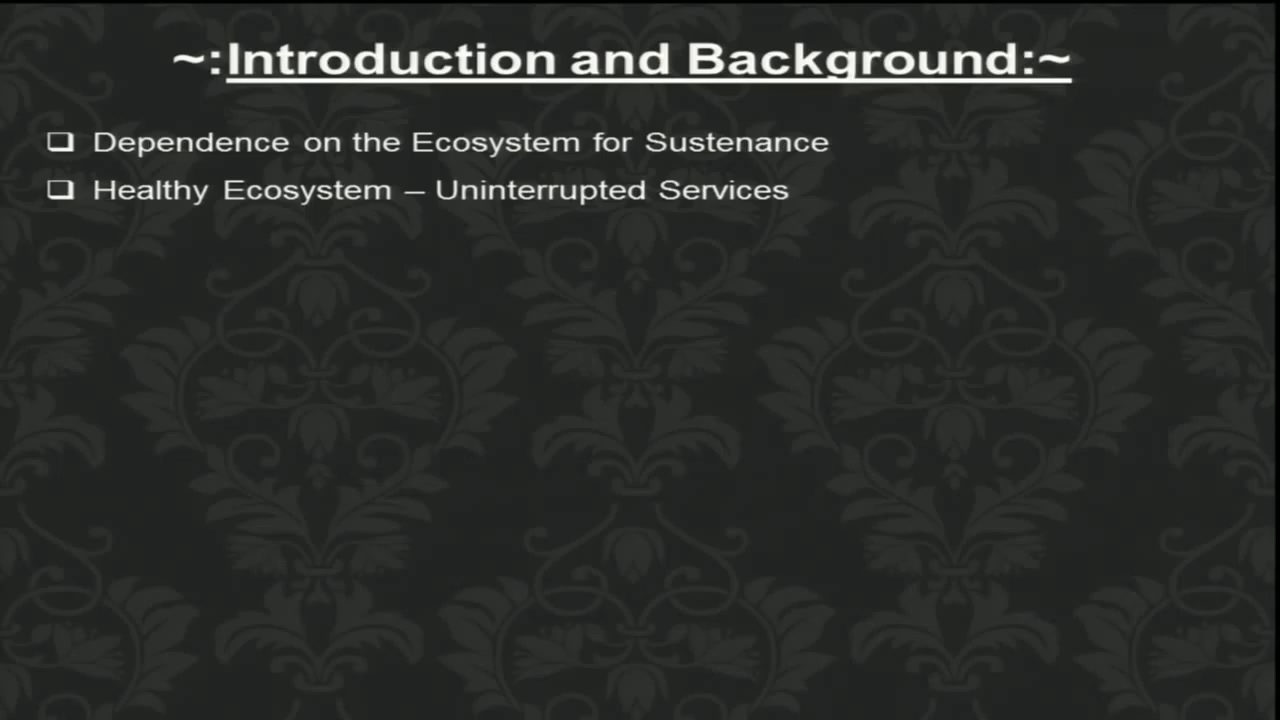 ~:Introduction and Background:~
❑ Dependence on the Ecosystem for Sustenance
❑ Healthy Ecosystem – Uninterrupted Services